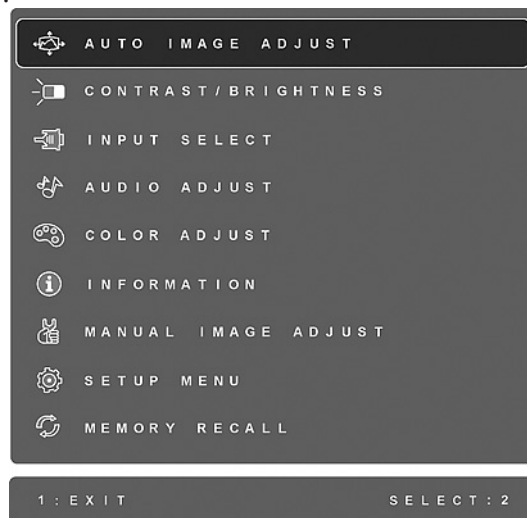 AUTO IMAGE ADJUST
CONTRAST/BRIGHTNESS
INPUT SELECT
AUDIO ADJUST
COLOR ADJUST
INFORMATION
MANUAL IMAGE ADJUST
SETUP MENU
MEMORY RECALL
1:EXIT SELECT:2